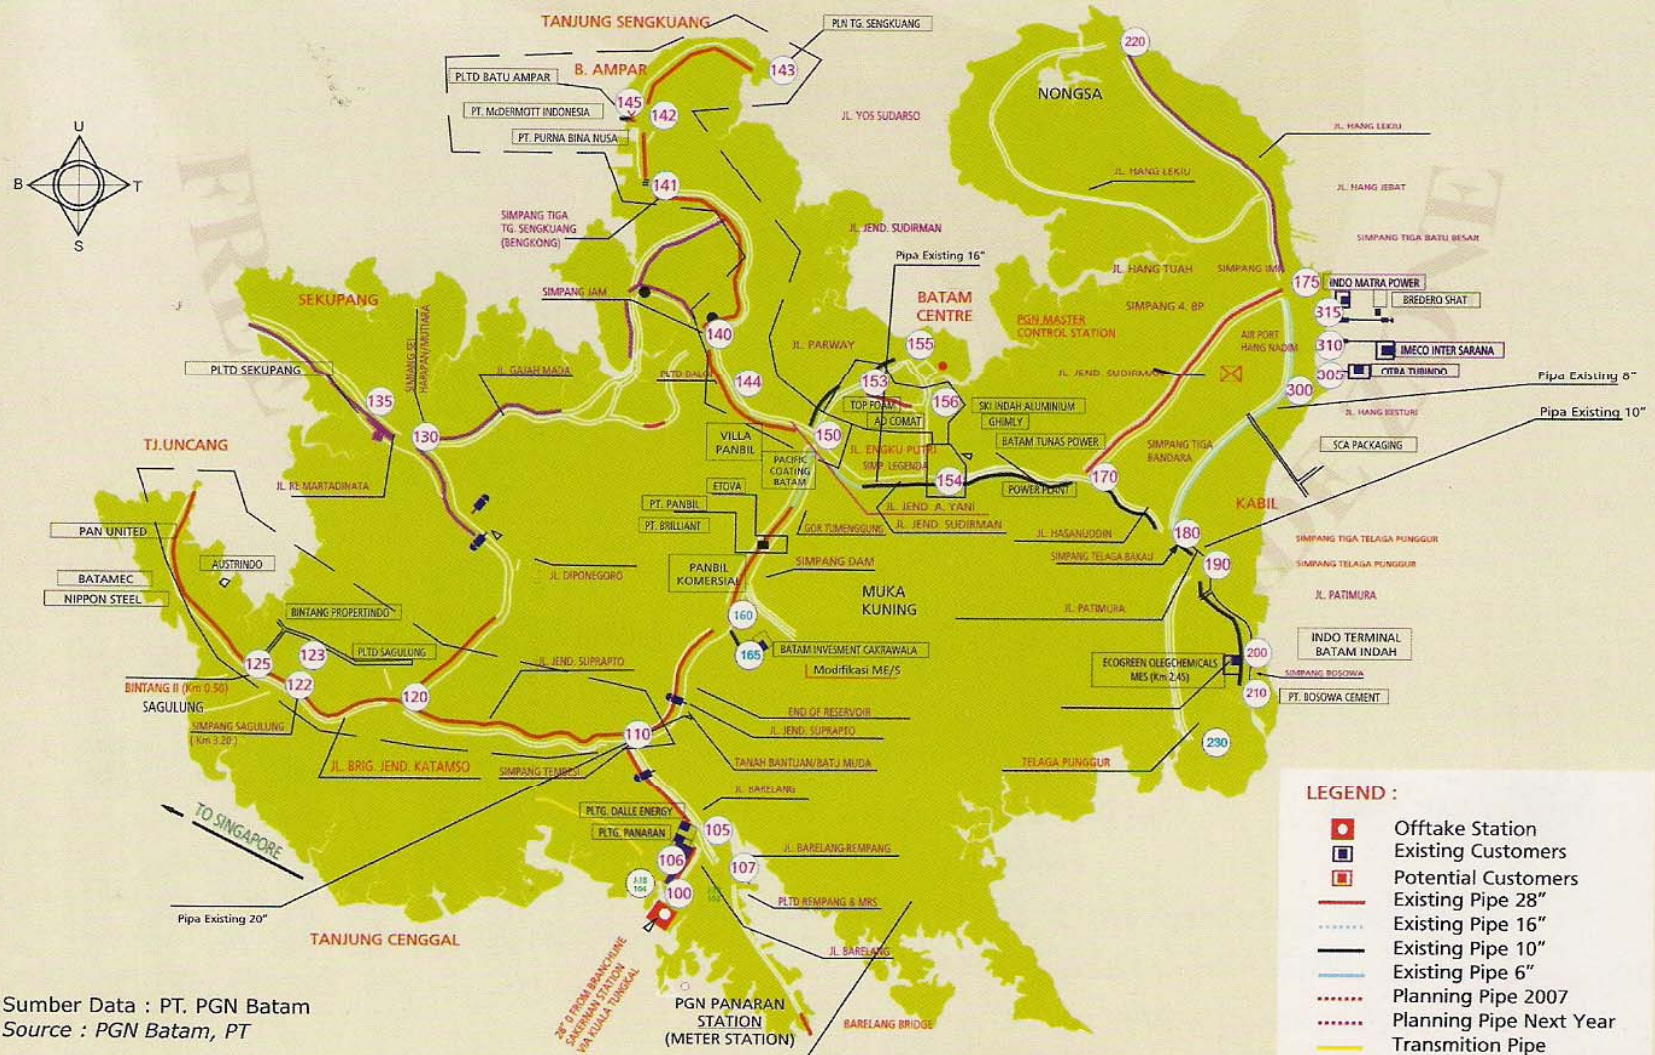 TANJUNG SENGKUANG
PLN TG. SENGKUANG
220
B. AMPAR
143
PLTD BATU AMPAR
NONGSA
145
PT. McDERMOTT INDONESIA
142
JL. YOS SUDARSO
U
JL. HANG LEKIU
PT. PURNA BINA NUSA
B
T
141
JL. HANG LEKIU
JL. HANG JEBAT
S
FREE
TRADE ZONE
SIMPANG TIGA
TG. SENGKUANG
(BENGKONG)
JL. JEND. SUDIRMAN
SIMPANG TIGA BATU BESAR
Pipa Existing 16"
JL. HANG TUAH
175
INDO MATRA POWER
SEKUPANG
SIMPANG JAM
BATAM
CENTRE
SIMPANG 4. BP
BREDERO SHAT
315
PGN MASTER
CONTROL STATION
140
JL. PARWAY
155
AIR PORT
HANG NADIM
310
IMECO INTER SARANA
PLTD SEKUPANG
JL. GAJAH MADA
144
153
JL. JEND. SUDIRMAN
305
CITRA TUBINDO
Pipa Existing 8"
135
TOP FOAM
156
SKI INDAH ALUMINIUM
300
AD COMAT
GHIMLY
JL. HANG KESTURI
Pipa Existing 10"
130
VILLA
PANBIL
150
BATAM TUNAS POWER
TJ.UNCANG
JL. ENGKU PUTRI
SIMPANG TIGA
BANDARA
SCA PACKAGING
PACIFIC
COATING
BATAM
SIMP. LEGENDA
JL. RE MARTADINATA
ETOVA
154
POWER PLANT
170
KABIL
PT. PANBIL
JL. JEND A. YANI
PT. BRILLIANT
GOR TUMENGGUNG
JL. JEND. SUDIRMAN
JL. HASANUDDIN
180
PAN UNITED
SIMPANG TIGA TELAGA PUNGGUR
AUSTRINDO
SIMPANG DAM
SIMPANG TELAGA BAKAU
190
SIMPANG TELAGA PUNGGUR
BATAMEC
JL. DIPONEGORO
PANBIL
KOMERSIAL
MUKA
KUNING
NIPPON STEEL
JL. PATIMURA
JL. PATIMURA
BINTANG PROPERTINDO
160
INDO TERMINAL
BATAM INDAH
123
PLTD SAGULUNG
165
BATAM INVESMENT CAKRAWALA
200
125
JL. JEND. SUPRAPTO
Modifikasi ME/S
ECOGREEN OLEGCHEMICALS
MES (Km 2.45)
SIMPANG BOSOWA
BINTANG II (Km 0.50)
122
120
210
PT. BOSOWA CEMENT
SAGULUNG
END OF RESERVOIR
SIMPANG SAGULUNG
( Km 3.20 )
110
JL. JEND. SUPRAPTO
230
JL. BRIG. JEND. KATAMSO
SIMPANG TEMBESI
TANAH BANTUAN/BATU MUDA
TELAGA PUNGGUR
JL. BARELANG
TO SINGAPORE
PLTG. DALLE ENERGY
PLTG. PANARAN
105
106
107
JL. BARELANG-REMPANG
100
PLTD REMPANG & MRS
Pipa Existing 20"
TANJUNG CENGGAL
JL. BARELANG
28" O FROM BRANCHLINE
SAKERNAN STATION
VIA KUALA TUNGKAL
PGN PANARAN
STATION
(METER STATION)
BARELANG BRIDGE
Sumber Data : PT. PGN Batam
Source : PGN Batam, PT
LEGEND :
Offtake Station
Existing Customers
Potential Customers
Existing Pipe 28"
Existing Pipe 16"
Existing Pipe 10"
Existing Pipe 6"
Planning Pipe 2007
Planning Pipe Next Year
Transmition Pipe